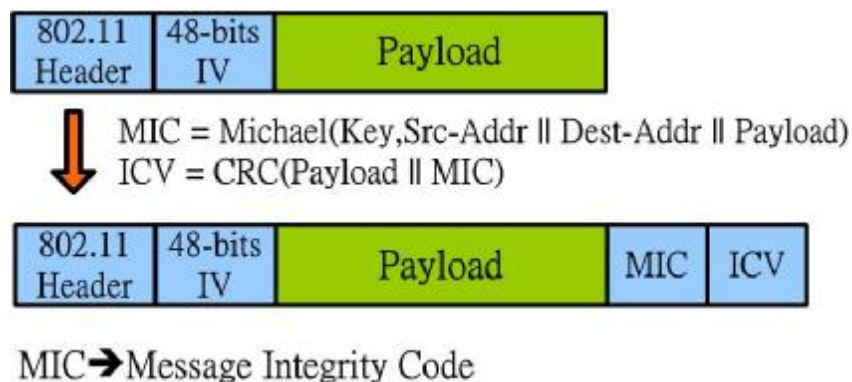 802.11 Header
48-bits IV
Payload
MIC = Michael(Key,Src-Addr || Dest-Addr || Payload)
ICV = CRC(Payload || MIC)
802.11 Header
48-bits IV
Payload
MIC
ICV
MIC➔Message Integrity Code